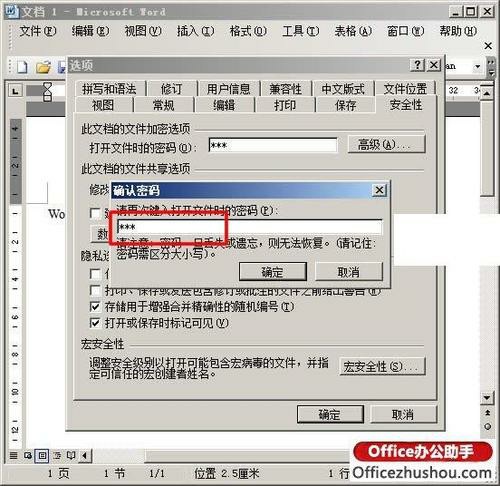 文档 1 - Microsoft Word
文件(F) 编辑(E) 视图(V) 插入(I) 格式(O) 工具(T) 表格(A) 窗口(W) 帮助(H)
选项
拼写和语法 修订 用户信息 兼容性 中文版式 文件位置
视图 常规 编辑 打印 保存 安全性
此文档的文件加密选项
打开文件时的密码(O): *** 高级(A)...
此文档的文件共享选项
修改
确认密码
请再次键入打开文件时的密码(P):
Wo
***
数
请注意：密码一旦丢失或遗忘，则无法恢复。(请记住:
密码需区分大小写)。
隐私选
确定 取消
打印、保存或发送包含修订或批注的文件之前给出警告(W)
存储用于增强合并精确性的随机编号(T)
打开或保存时标记可见(V)
宏安全性
调整安全级别以打开可能包含宏病毒的文件，并指
定可信任的宏创建者姓名。
宏安全性(S)...
确定 取消
1 页 1 节 1/1 位置 2.5厘米 1 行
Office办公助手
Officezhushou.com